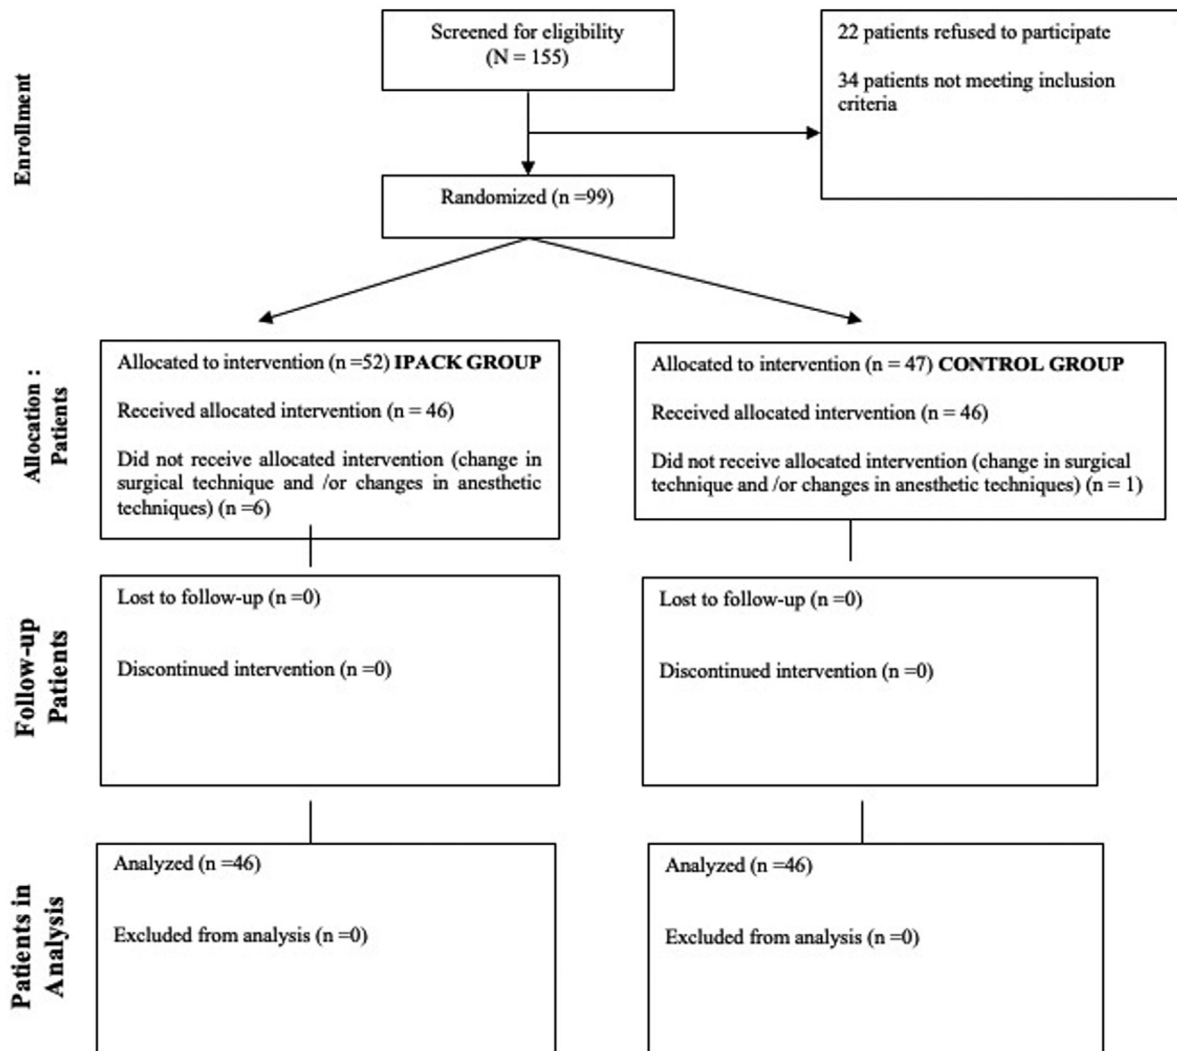 Enrollment
Screened for eligibility
(N = 155)
22 patients refused to participate
34 patients not meeting inclusion
criteria
Randomized (n =99)
Allocation :
Patients
Allocated to intervention (n =52) IPACK GROUP
Received allocated intervention (n = 46)
Did not receive allocated intervention (change in
surgical technique and /or changes in anesthetic
techniques) (n =6)
Allocated to intervention (n = 47) CONTROL GROUP
Received allocated intervention (n = 46)
Did not receive allocated intervention (change in surgical
technique and /or changes in anesthetic techniques) (n = 1)
Follow-up
Patients
Lost to follow-up (n =0)
Discontinued intervention (n =0)
Lost to follow-up (n =0)
Discontinued intervention (n =0)
Patients in
Analysis
Analyzed (n =46)
Excluded from analysis (n =0)
Analyzed (n =46)
Excluded from analysis (n =0)